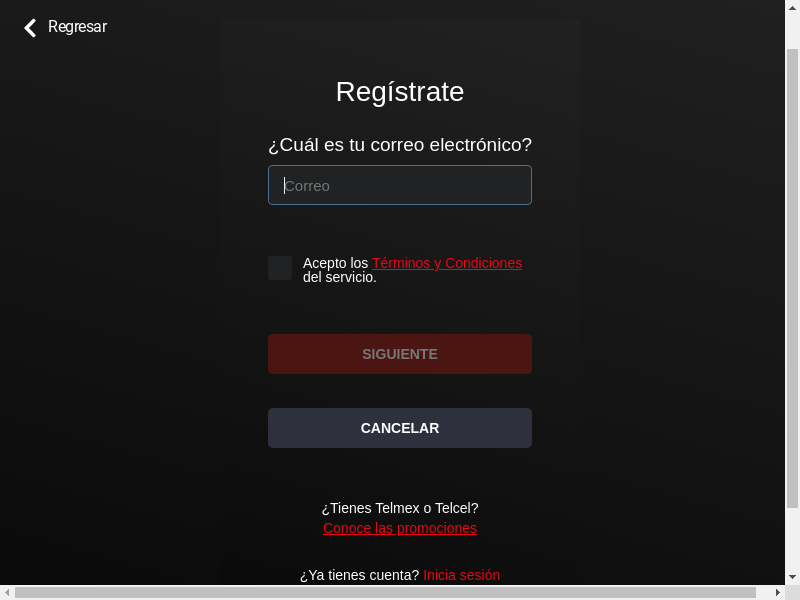 Regresar
Regístrate
¿Cuál es tu correo electrónico?
Correo
Acepto los Términos y Condiciones
del servicio.
SIGUIENTE
CANCELAR
¿Tienes Telmex o Telcel?
Conoce las promociones
¿Ya tienes cuenta? Inicia sesión